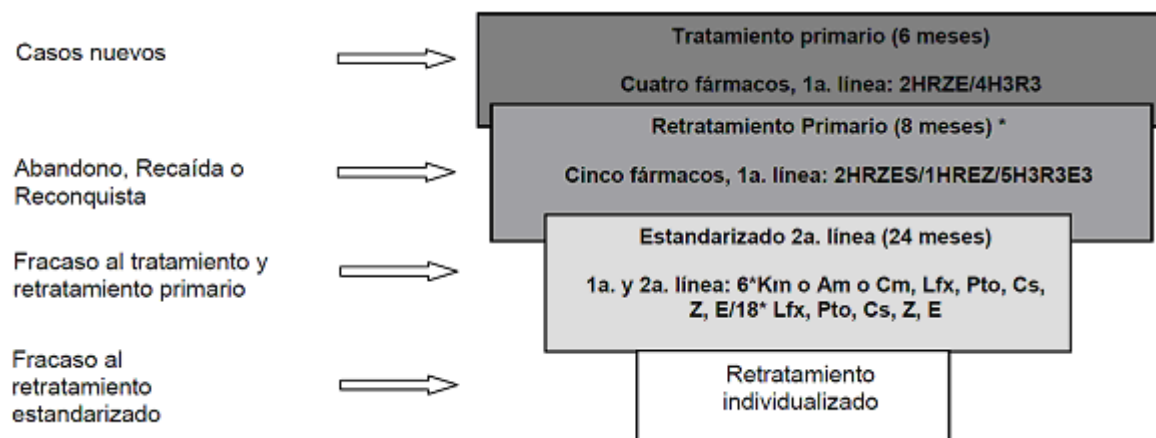 Casos nuevos
Tratamiento primario (6 meses)
Cuatro fármacos, 1a. línea: 2HRZE/4H3R3
Abandono, Recaída o
Reconquista
Retratamiento Primario (8 meses) *
Cinco fármacos, 1a. línea: 2HRZES/1HREZ/5H3R3E3
Fracaso al tratamiento y
retratamiento primario
Estandarizado 2a. línea (24 meses)
1a. y 2a. línea: 6*Km o Am o Cm, Lfx, Pto, Cs,
Z, E/18* Lfx, Pto, Cs, Z, E
Fracaso al
retratamiento
estandarizado
Retratamiento
individualizado